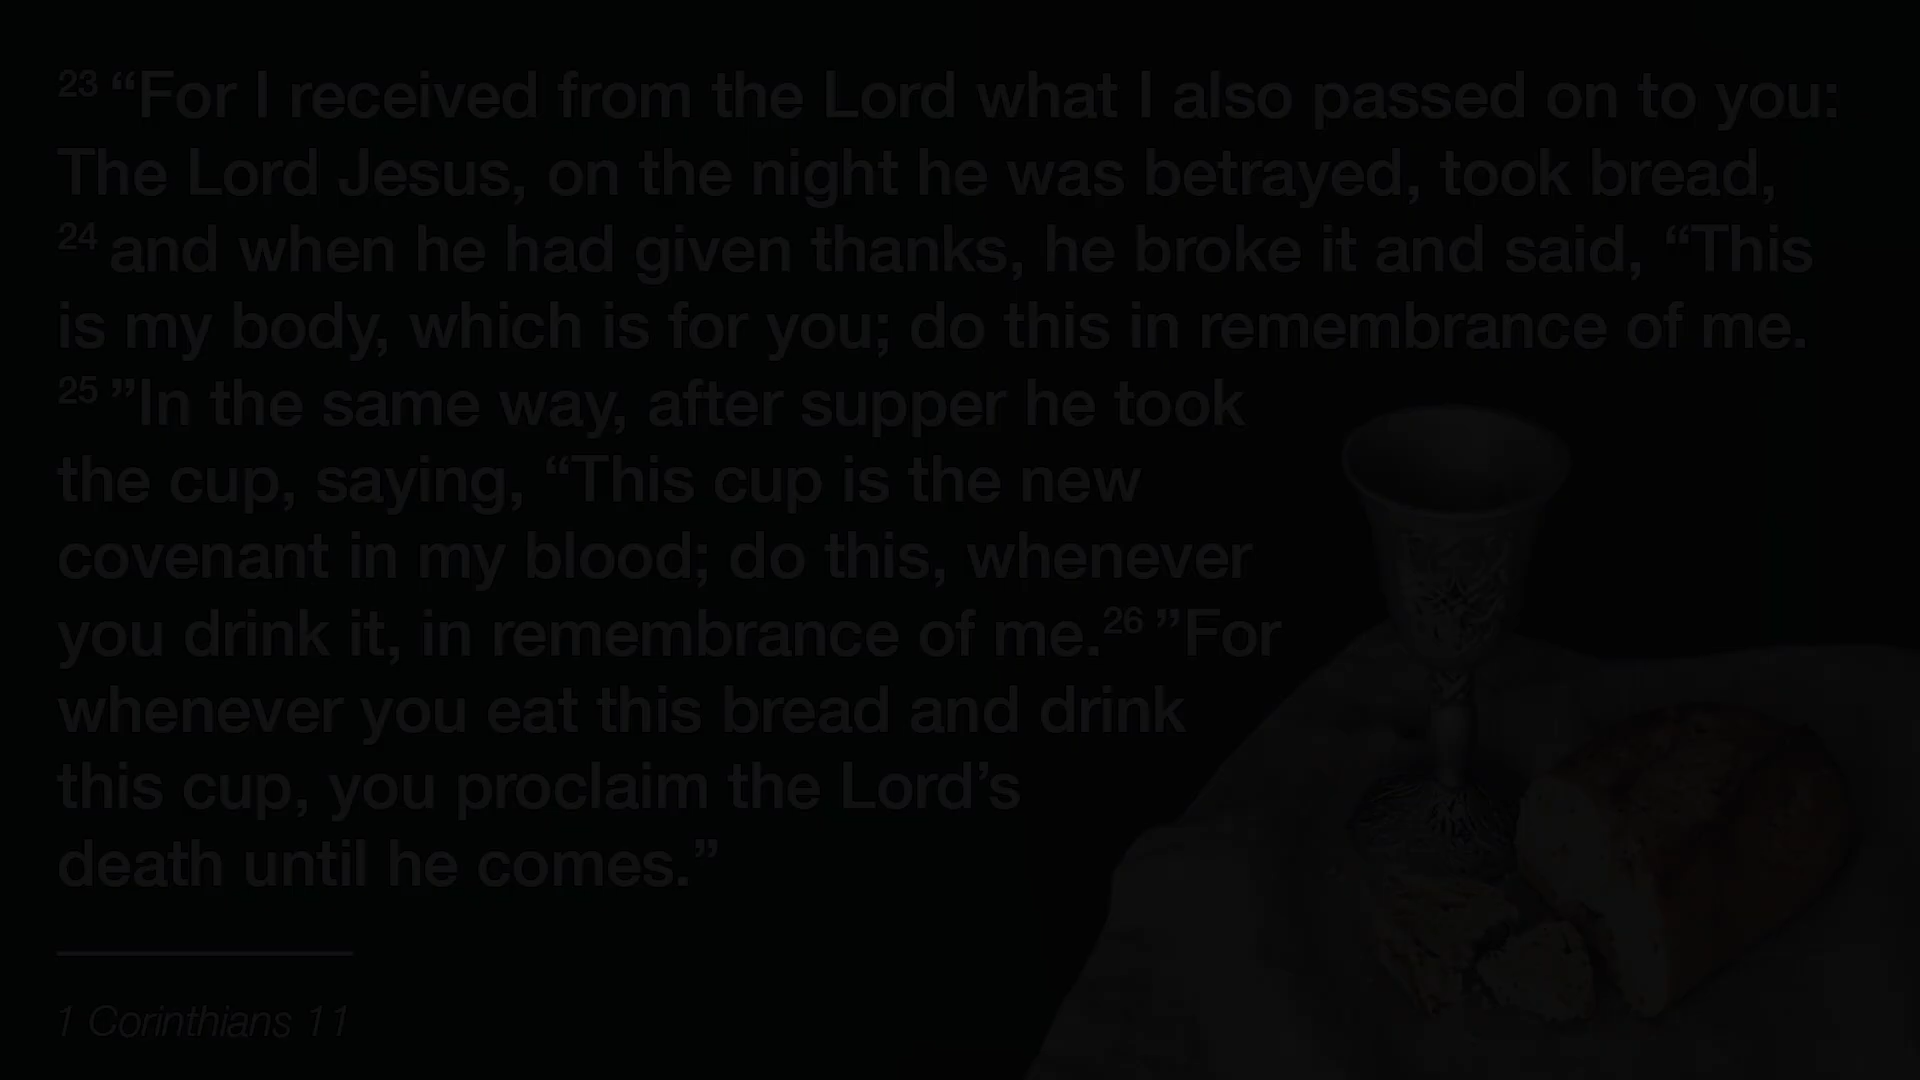 23 “For I received from the Lord what I also passed on to you:
The Lord Jesus, on the night he was betrayed, took bread,
24 and when he had given thanks, he broke it and said, “This
is my body, which is for you; do this in remembrance of me.
25 ”In the same way, after supper he took
the cup, saying, “This cup is the new
covenant in my blood; do this, whenever
you drink it, in remembrance of me.26 ”For
whenever you eat this bread and drink
this cup, you proclaim the Lord’s
death until he comes.”
1 Corinthians 11